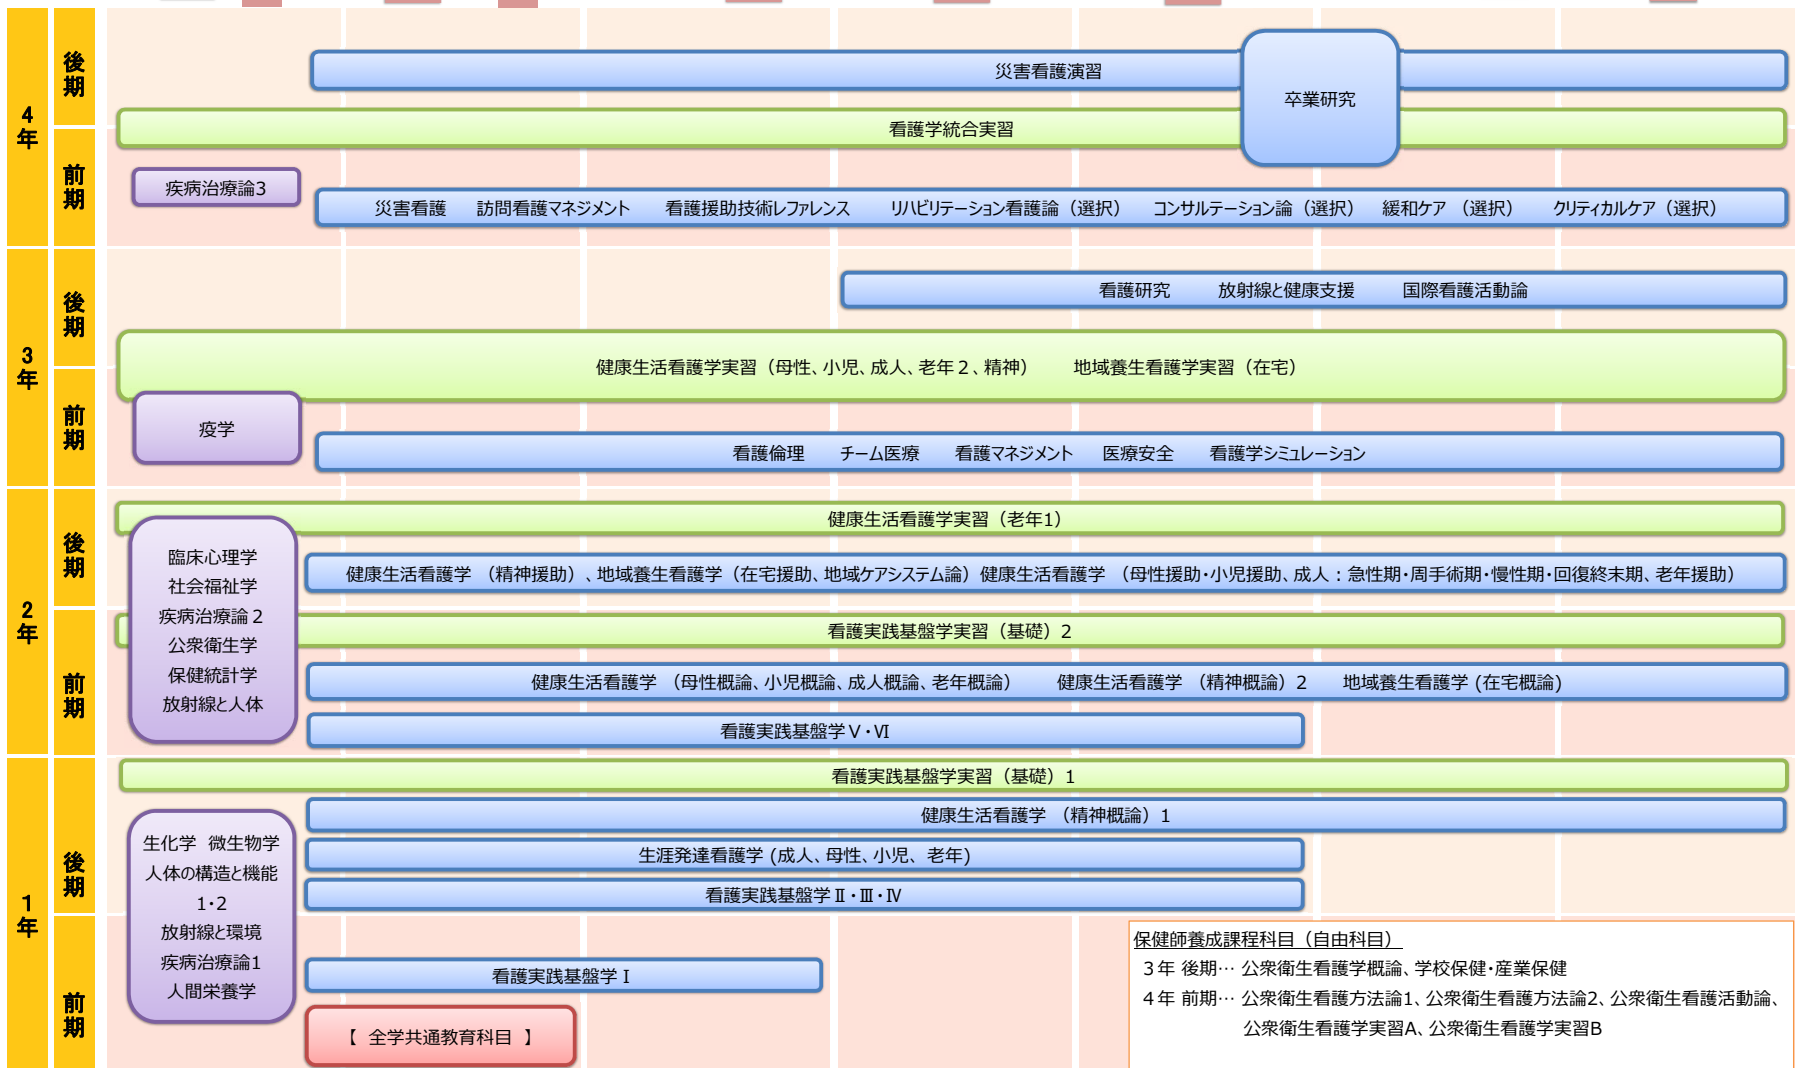 4年
後期
災害看護演習
卒業研究
看護学統合実習
前期
疾病治療論3
災害看護 訪問看護マネジメント 看護援助技術レファレンス リハビリテーション看護論（選択） コンサルテーション論（選択） 緩和ケア （選択） クリティカルケア（選択）
3年
後期
看護研究 放射線と健康支援 国際看護活動論
健康生活看護学実習（母性、小児、成人、老年２、精神） 地域養生看護学実習（在宅）
前期
疫学
看護倫理 チーム医療 看護マネジメント 医療安全 看護学シミュレーション
2年
後期
健康生活看護学実習（老年1）
臨床心理学
社会福祉学
疾病治療論２
公衆衛生学
保健統計学
放射線と人体
健康生活看護学 （精神援助）、地域養生看護学（在宅援助、地域ケアシステム論）健康生活看護学 （母性援助・小児援助、成人：急性期・周手術期・慢性期・回復終末期、老年援助）
看護実践基盤学実習（基礎）2
前期
健康生活看護学 （母性概論、小児概論、成人概論、老年概論） 健康生活看護学 （精神概論）2 地域養生看護学 (在宅概論)
看護実践基盤学Ⅴ・Ⅵ
1年
後期
看護実践基盤学実習（基礎）1
健康生活看護学 （精神概論）1
生化学 微生物学
人体の構造と機能
1・2
放射線と環境
疾病治療論1
人間栄養学
生涯発達看護学 (成人、母性、小児、老年)
看護実践基盤学Ⅱ・Ⅲ・Ⅳ
前期
看護実践基盤学Ⅰ
【 全学共通教育科目 】
保健師養成課程科目（自由科目）
3年 後期… 公衆衛生看護学概論、学校保健・産業保健
4年 前期… 公衆衛生看護方法論1、公衆衛生看護方法論2、公衆衛生看護活動論、
公衆衛生看護学実習A、公衆衛生看護学実習B